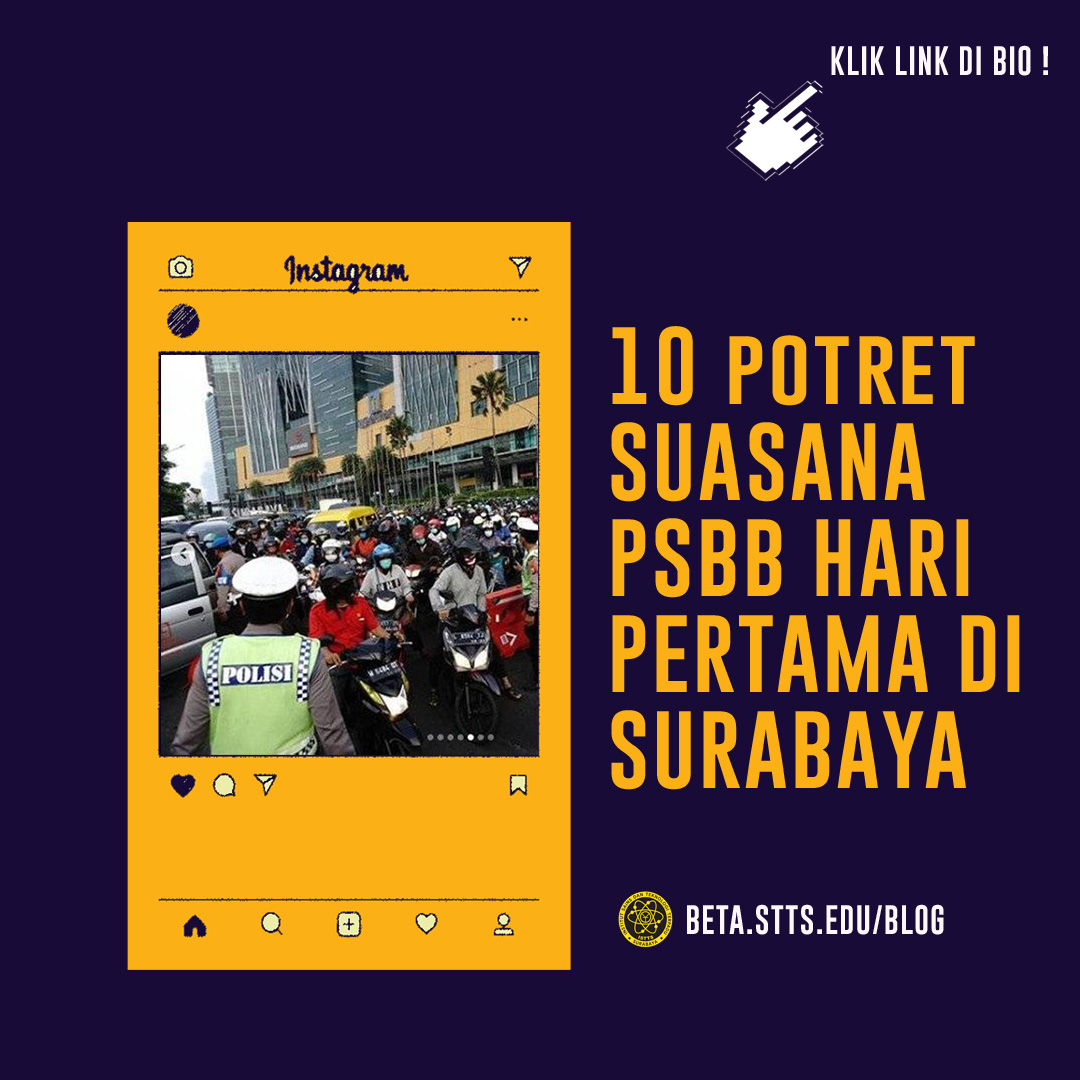 KLIK LINK DI BIO !
Instagram
POLISI
10 POTRET
SUASANA
PSBB HARI
PERTAMA DI
SURABAYA
BETA.STTS.EDU/BLOG